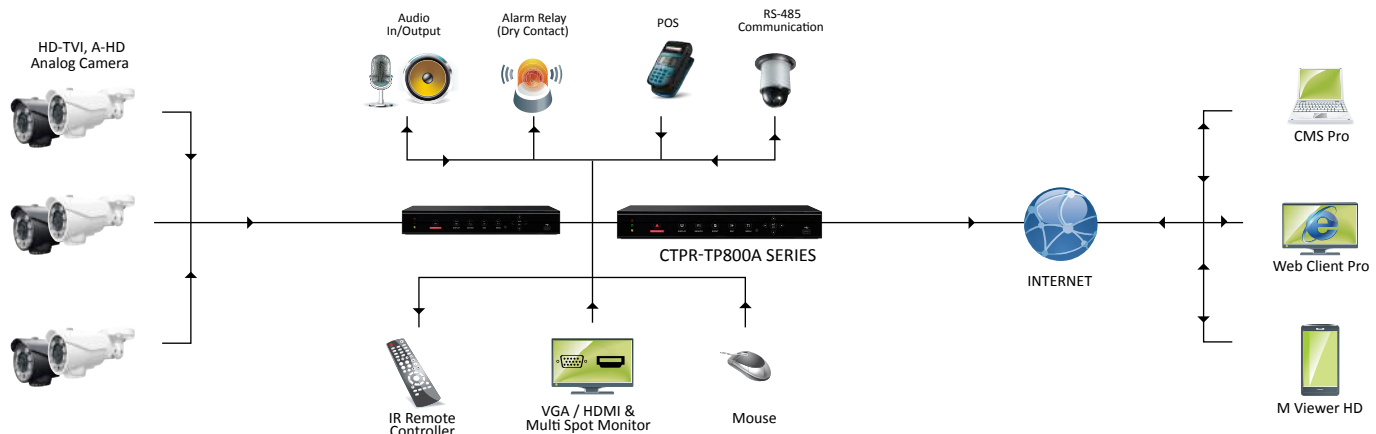 HD-TVI, A-HD
Analog Camera
Audio
In/Output
Alarm Relay
(Dry Contact)
POS
RS-485
Communication
CTPR-TP800A SERIES
INTERNET
CMS Pro
Web Client Pro
M Viewer HD
IR Remote
Controller
VGA / HDMI &
Multi Spot Monitor
Mouse